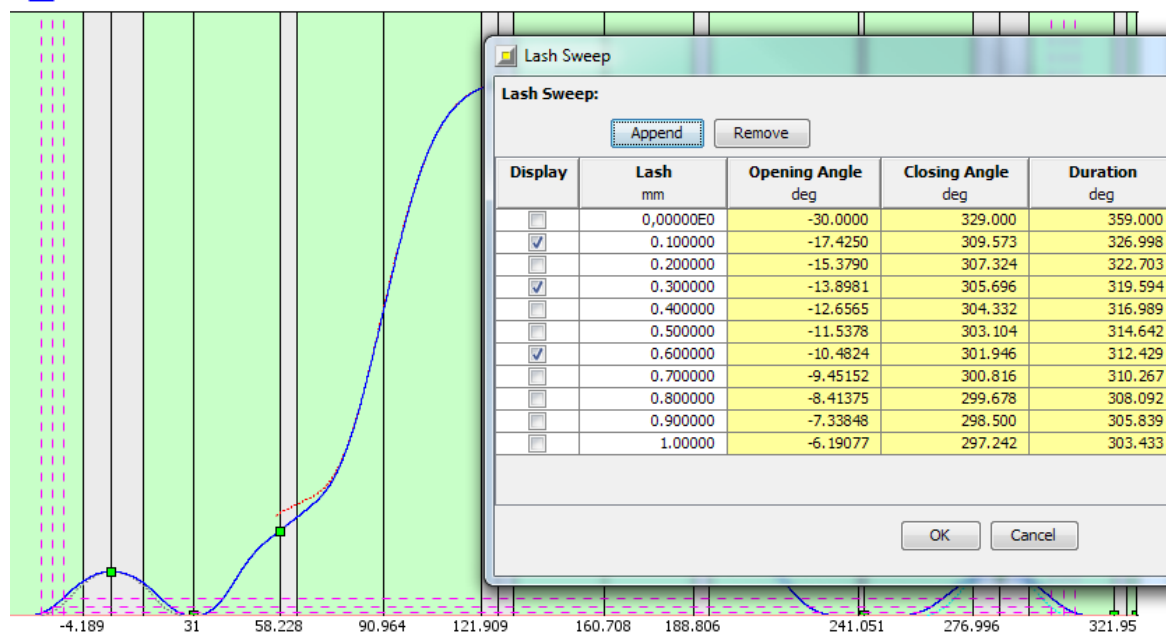 Lash Sweep
Lash Sweep:
Append Remove
Display Lash Opening Angle Closing Angle Duration
mm deg deg deg
0,00000E0 -30.0000 329.000 359.000
0.100000 -17.4250 309.573 326.998
0.200000 -15.3790 307.324 322.703
0.300000 -13.8981 305.696 319.594
0.400000 -12.6565 304.332 316.989
0.500000 -11.5378 303.104 314.642
0.600000 -10.4824 301.946 312.429
0.700000 -9.45152 300.816 310.267
0.800000 -8.41375 299.678 308.092
0.900000 -7.33848 298.500 305.839
1.00000 -6.19077 297.242 303.433
OK Cancel
-4.189 31 58.228 90.964 121.909 160.708 188.806 241.051 276.996 321.95